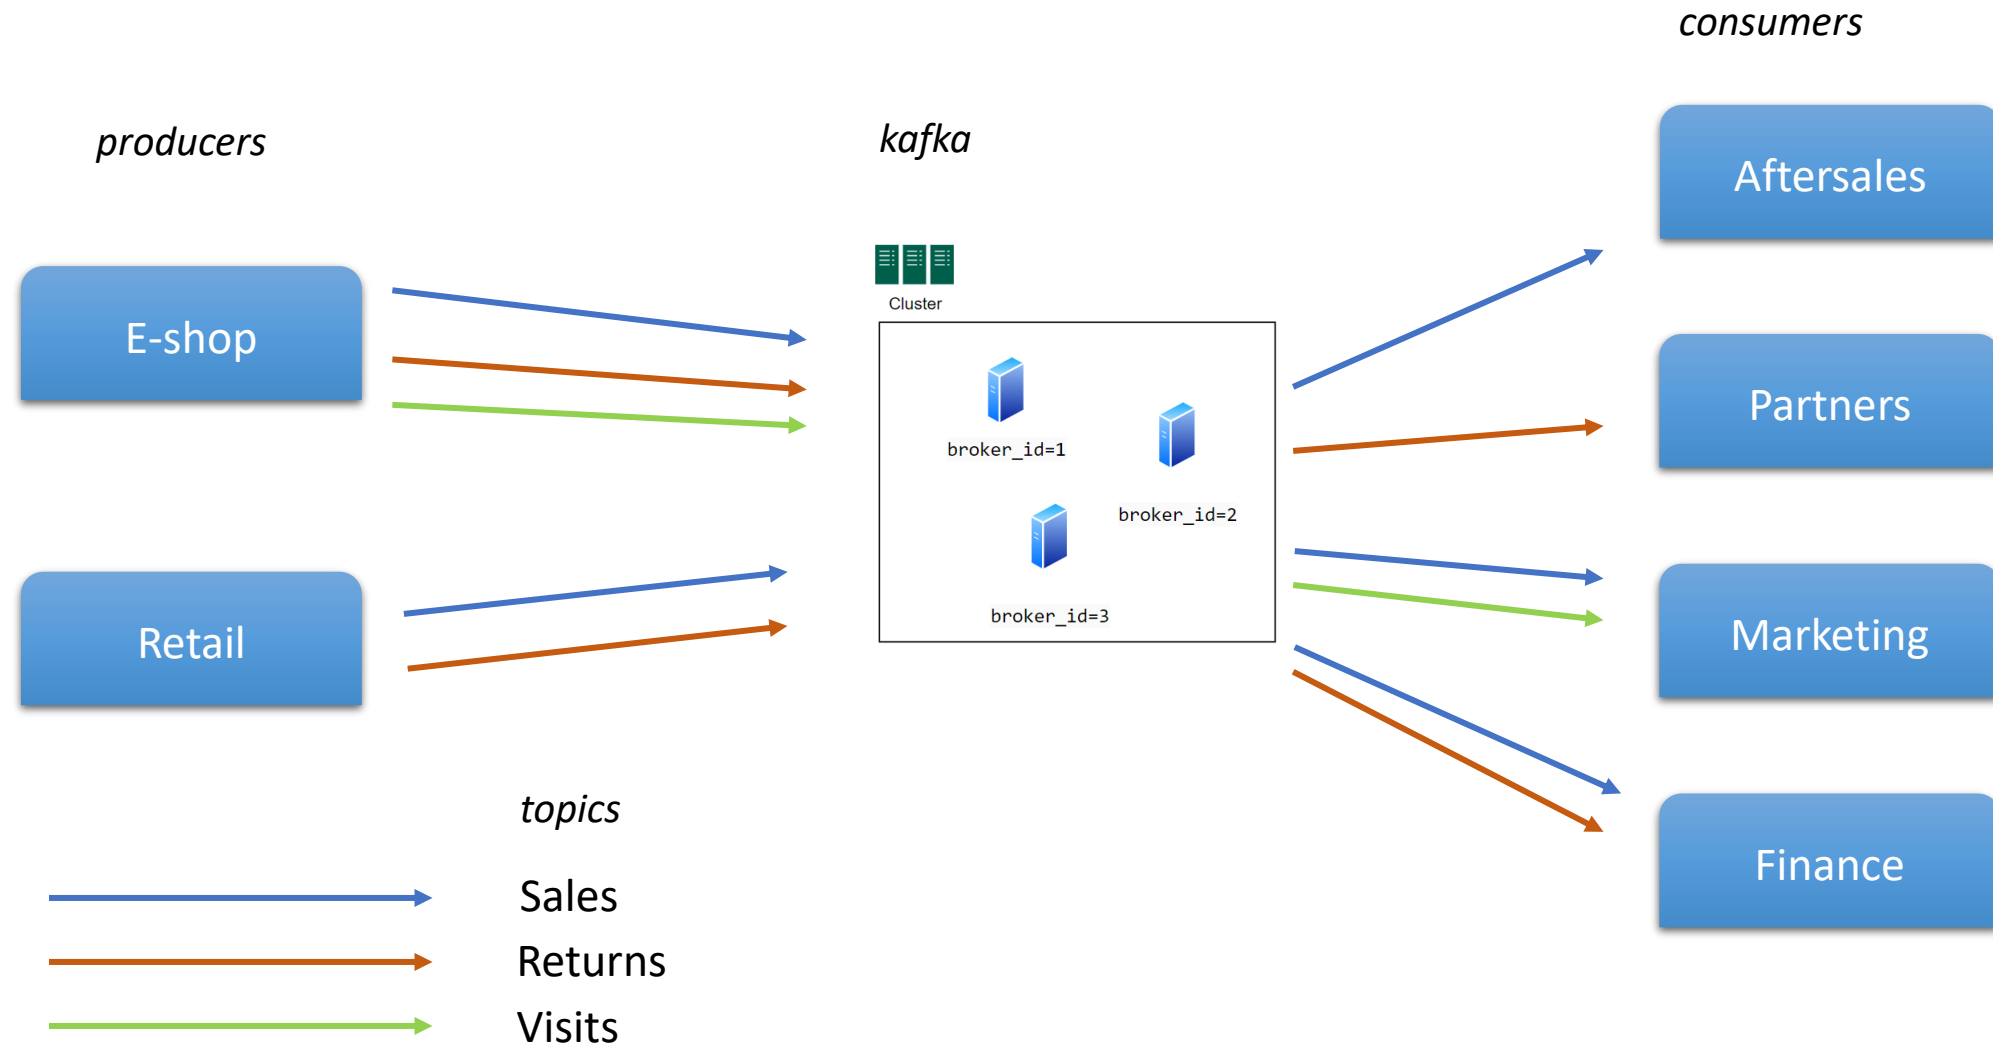 consumers
producers
kafka
Aftersales
Cluster
E-shop
Partners
broker_id=1
broker_id=2
broker_id=3
Retail
Marketing
topics
Sales
Finance
Returns
Visits